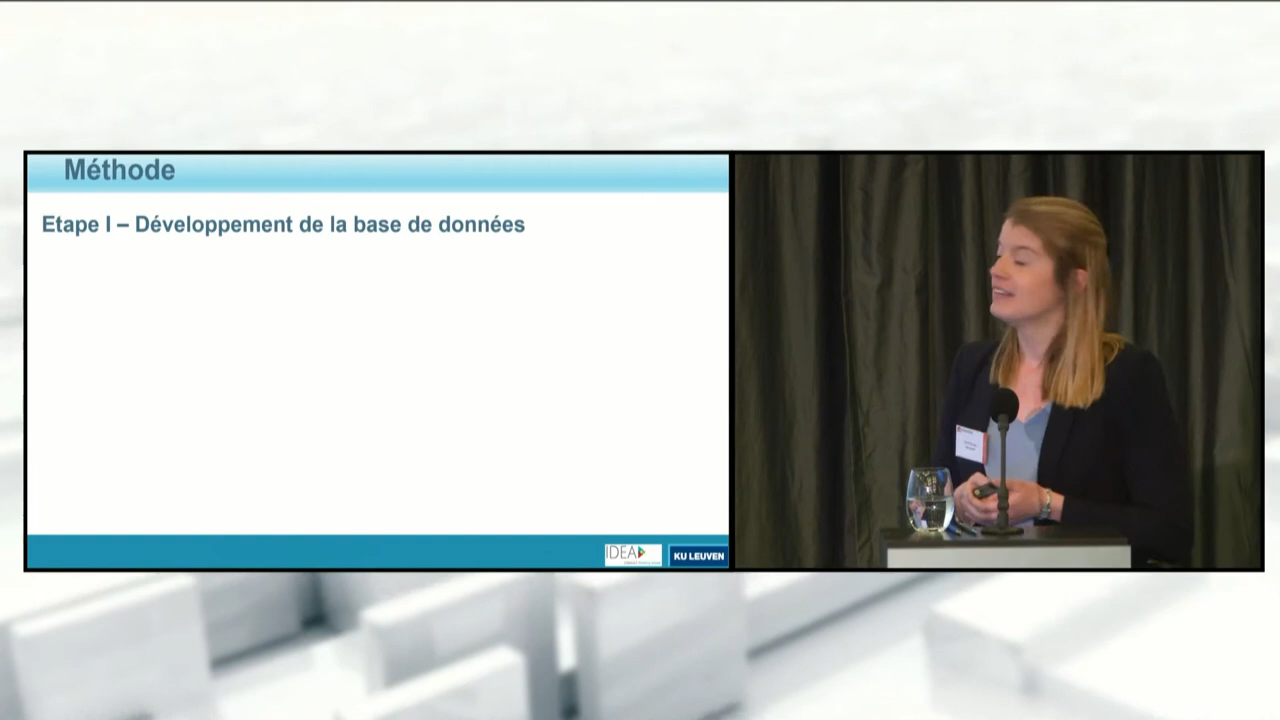 Méthode
Etape I – Développement de la base de données
IDEA
KU LEUVEN